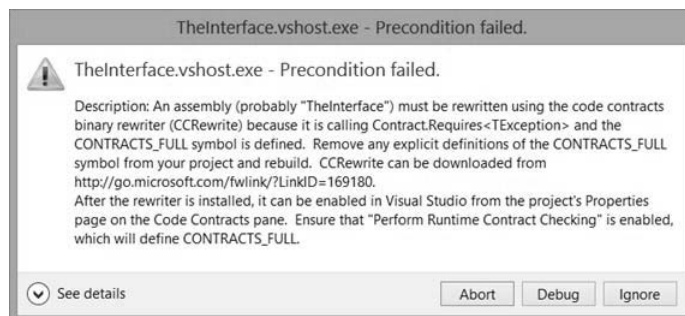 TheInterface.vshost.exe - Precondition failed.
TheInterface.vshost.exe - Precondition failed.
Description: An assembly (probably "TheInterface") must be rewritten using the code contracts
binary rewriter (CCRewrite) because it is calling Contract.Requires<TException> and the
CONTRACTS_FULL symbol is defined.  Remove any explicit definitions of the CONTRACTS_FULL
symbol from your project and rebuild.  CCRewrite can be downloaded from
http://go.microsoft.com/fwlink/?LinkID=169180.
After the rewriter is installed, it can be enabled in Visual Studio from the project's Properties
page on the Code Contracts pane.  Ensure that "Perform Runtime Contract Checking" is enabled,
which will define CONTRACTS_FULL.
See details Abort Debug Ignore